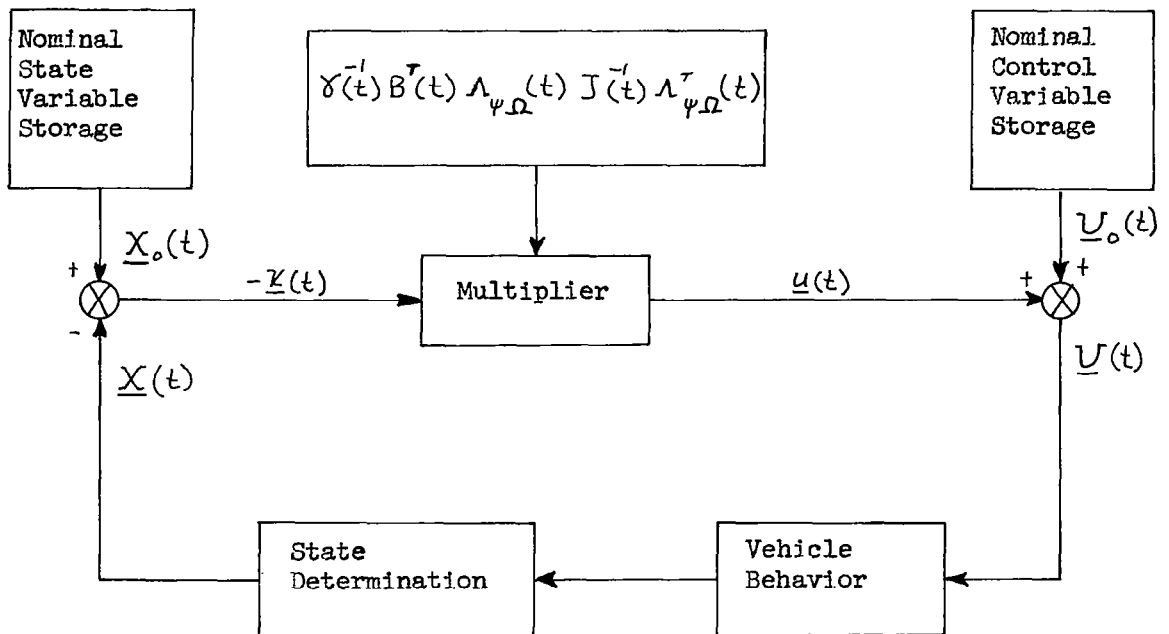 Nominal
State
Variable
Storage
γ(t)⁻¹ Bᵀ(t) Λ_ψΩ(t) J(t)⁻¹ Λᵀ_ψΩ(t)
Nominal
Control
Variable
Storage
+
X₀(t)
-x(t)
Multiplier
u(t)
U₀(t)
+
+
-
X(t)
U(t)
State
Determination
Vehicle
Behavior